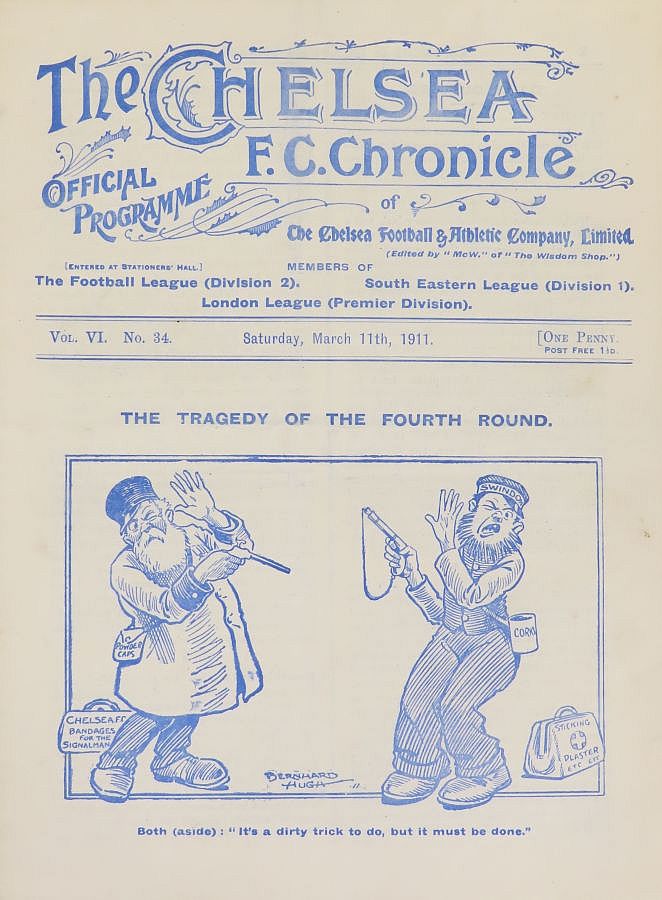 The CHELSEA
F.C. Chronicle
OFFICIAL
PROGRAMME
of
The Chelsea Football & Athletic Company, Limited.
(Edited by "McW." of "The Wisdom Shop.")
[ENTERED AT STATIONERS' HALL.]
MEMBERS OF
The Football League (Division 2). South Eastern League (Division 1).
London League (Premier Division).
VOL. VI. No. 34. Saturday, March 11th, 1911. [ONE PENNY.
POST FREE 1½D.
THE TRAGEDY OF THE FOURTH ROUND.
SWINDO
1c
POWDER
CAPS
CORK
CHELSEA.F.C.
BANDAGES
FOR THE
SIGNALMAN
STICKING
PLASTER
ETC ETC
BERNHARD
HUGH
11.
Both (aside): "It's a dirty trick to do, but it must be done."